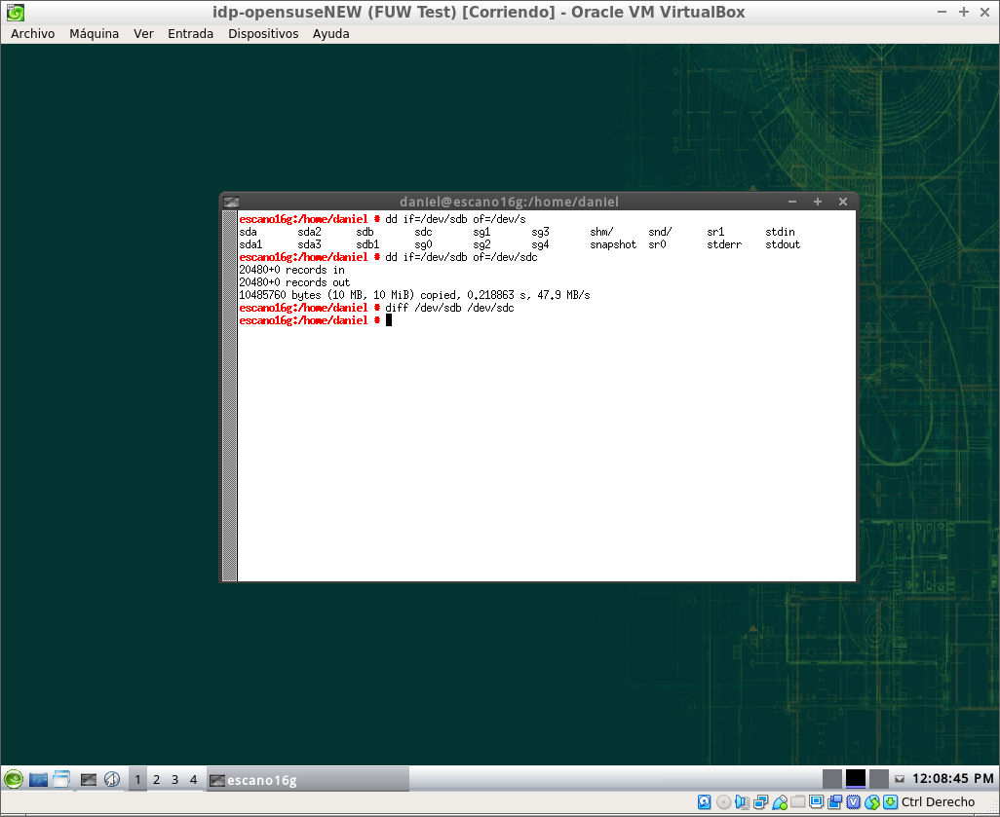 idp-opensuseNEW (FUW Test) [Corriendo] - Oracle VM VirtualBox
Archivo Máquina Ver Entrada Dispositivos Ayuda
daniel@escano16g:/home/daniel
escano16g:/home/daniel # dd if=/dev/sdb of=/dev/s
sda sda2 sdb sdc sg1 sg3 shm/ snd/ sr1 stdin
sda1 sda3 sdb1 sg0 sg2 sg4 snapshot sr0 stderr stdout
escano16g:/home/daniel # dd if=/dev/sdb of=/dev/sdc
20480+0 records in
20480+0 records out
10485760 bytes (10 MB, 10 MiB) copied, 0.218863 s, 47.9 MB/s
escano16g:/home/daniel # diff /dev/sdb /dev/sdc
escano16g:/home/daniel #
1 2 3 4 escano16g 12:08:45 PM
Ctrl Derecho